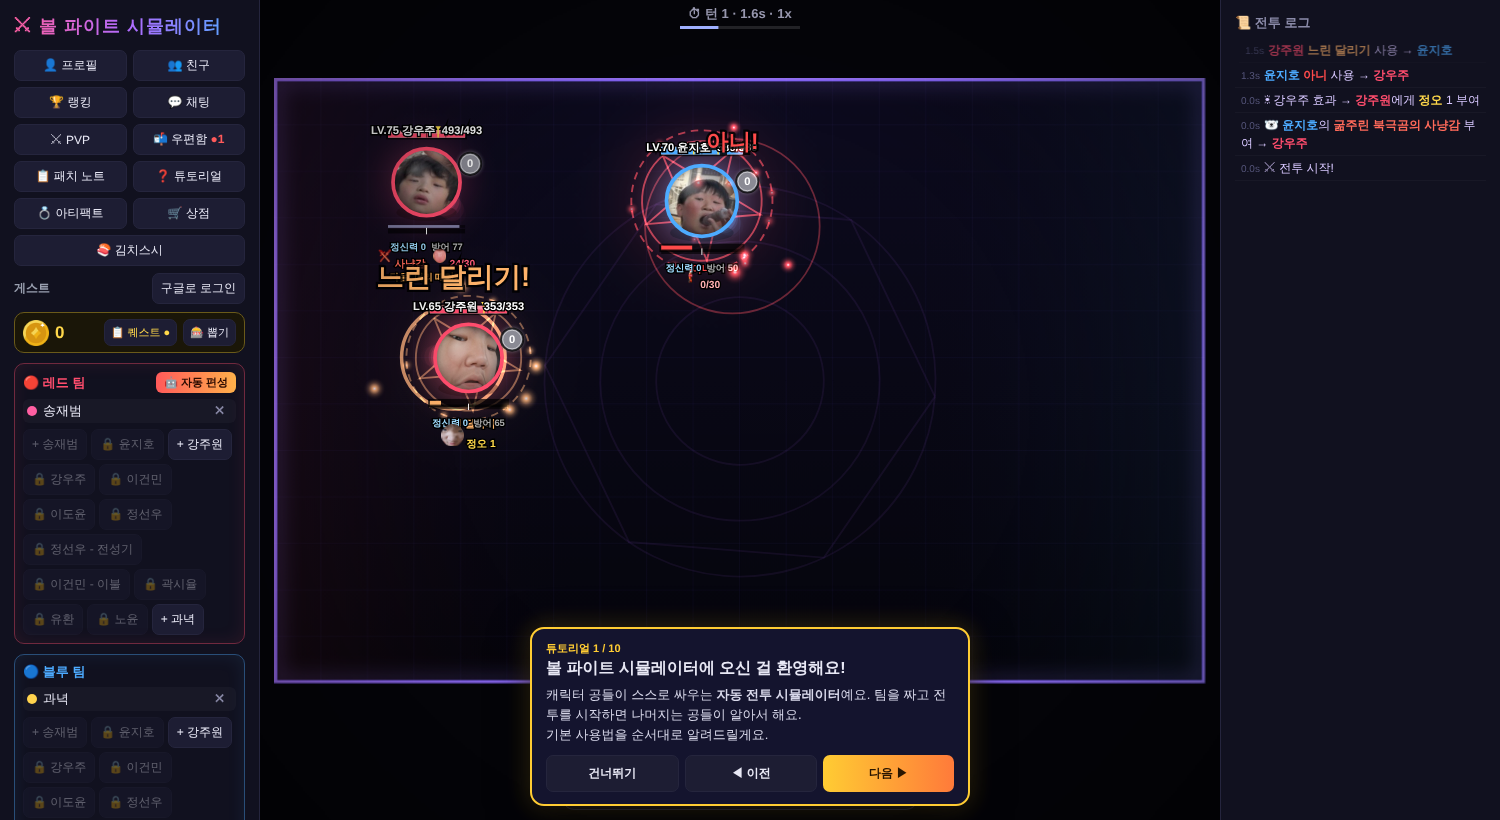 볼 파이트 시뮬레이터
프로필
친구
랭킹
채팅
PVP
우편함 ●1
패치 노트
튜토리얼
아티팩트
상점
김치스시
게스트
구글로 로그인
0
퀘스트 ●
뽑기
레드 팀
자동 편성
송재범 ✕
+ 송재범
윤지호
+ 강주원
강우주
이건민
이도윤
정선우
정선우 - 전성기
이건민 - 이불
곽시율
유환
노윤
+ 과녁
블루 팀
과녁 ✕
+ 송재범
윤지호
+ 강주원
강우주
이건민
이도윤
정선우
턴 1 · 1.6s · 1x
LV.75 강우주 493/493
0
정신력 0 방어 77
사냥감
24/30
느린 달리기!
LV.65 강주원 353/353
0
정신력 0 방어 65
정오 1
LV.70 윤지호
아니!
0
정신력 0 방어 50
0/30
튜토리얼 1 / 10
볼 파이트 시뮬레이터에 오신 걸 환영해요!
캐릭터 공들이 스스로 싸우는 자동 전투 시뮬레이터예요. 팀을 짜고 전
투를 시작하면 나머지는 공들이 알아서 해요.
기본 사용법을 순서대로 알려드릴게요.
건너뛰기
◀ 이전
다음 ▶
전투 로그
1.5s 강주원 느린 달리기 사용 → 윤지호
1.3s 윤지호 아니 사용 → 강우주
0.0s 강우주 효과 → 강주원에게 정오 1 부여
0.0s 윤지호의 굶주린 북극곰의 사냥감 부
여 → 강우주
0.0s 전투 시작!